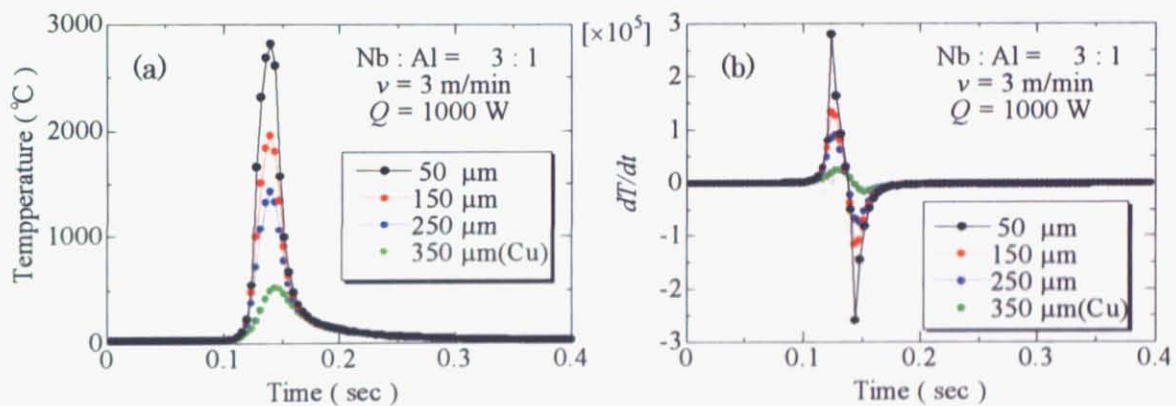 3000
2000
1000
0
Tempperature ( ℃)
(a)
Nb : Al = 3 : 1
v = 3 m/min
Q = 1000 W
50 μm
150 μm
250 μm
350 μm(Cu)
0
0.1
0.2
0.3
0.4
Time ( sec )
[×10⁵]
3
2
1
0
-1
-2
-3
dT/dt
(b)
Nb : Al = 3 : 1
v = 3 m/min
Q = 1000 W
50 μm
150 μm
250 μm
350 μm(Cu)
0
0.1
0.2
0.3
0.4
Time ( sec )